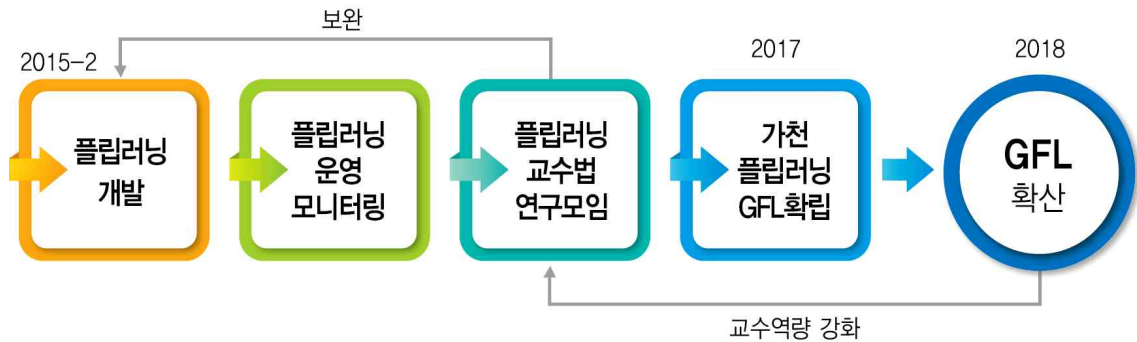 보완
2015-2
2017
2018
플립러닝
개발
플립러닝
운영
모니터링
플립러닝
교수법
연구모임
가천
플립러닝
GFL확립
GFL
확산
교수역량 강화